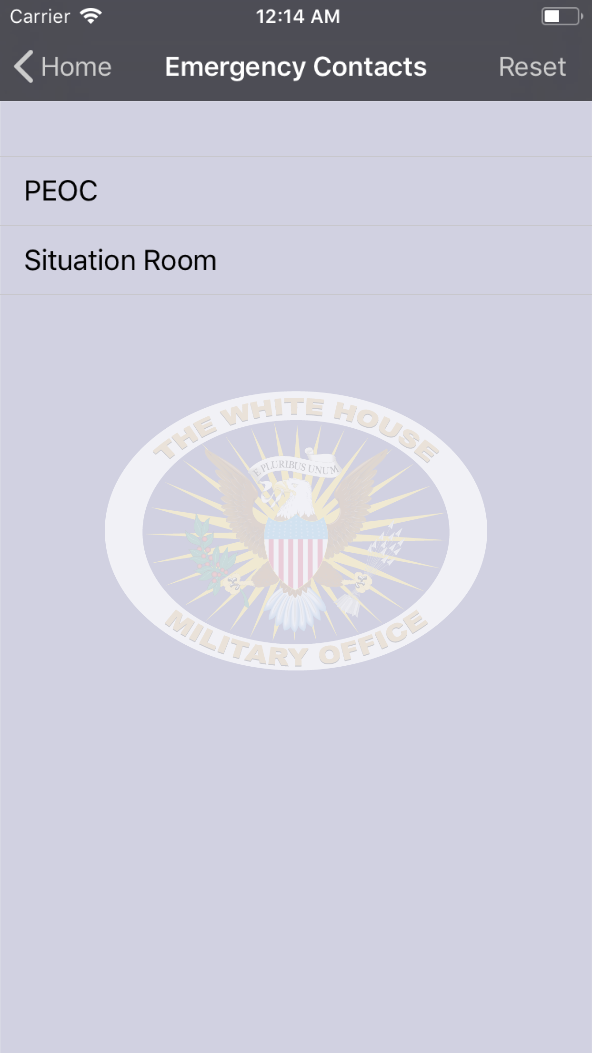 Carrier 12:14 AM
Home Emergency Contacts Reset
PEOC
Situation Room
THE WHITE HOUSE
E PLURIBUS UNUM
MILITARY OFFICE